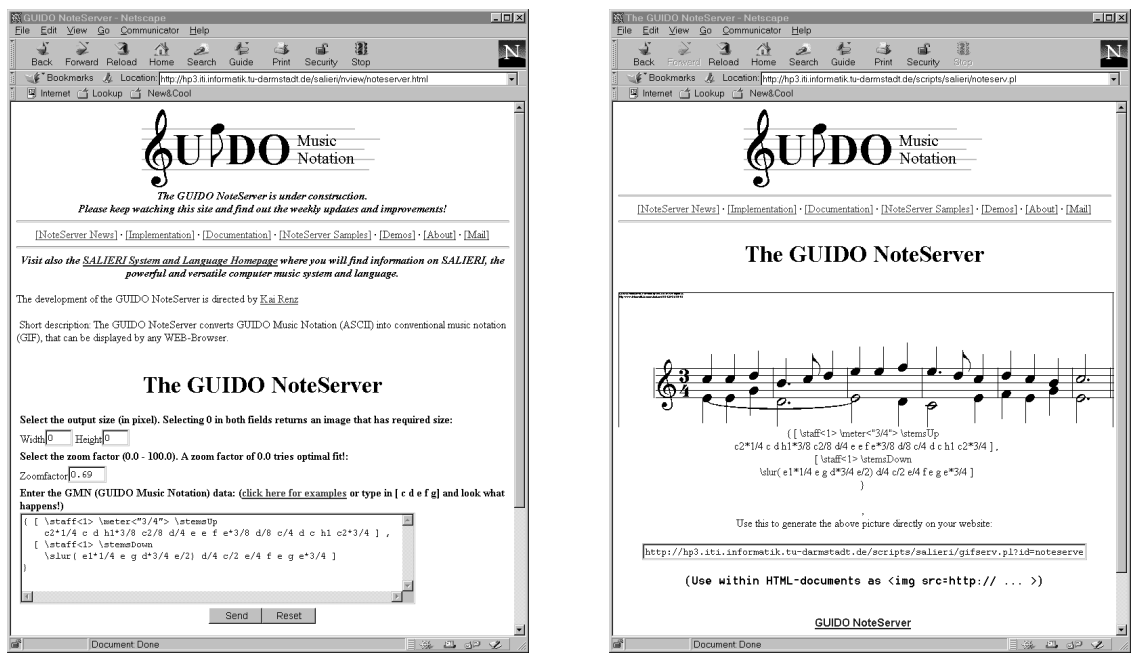 GUIDO NoteServer - Netscape
File Edit View Go Communicator Help
Back Forward Reload Home Search Guide Print Security Stop
N
Bookmarks Location: http://hp3.iti.informatik.tu-darmstadt.de/salieri/nview/noteserver.html
Internet Lookup New&Cool
GUIDO Music
Notation
The GUIDO NoteServer is under construction.
Please keep watching this site and find out the weekly updates and improvements!
[NoteServer News] · [Implementation] · [Documentation] · [NoteServer Samples] · [Demos] · [About] · [Mail]
Visit also the SALIERI System and Language Homepage where you will find information on SALIERI, the
powerful and versatile computer music system and language.
The development of the GUIDO NoteServer is directed by Kai Renz
Short description: The GUIDO NoteServer converts GUIDO Music Notation (ASCII) into conventional music notation
(GIF), that can be displayed by any WEB-Browser.
The GUIDO NoteServer
Select the output size (in pixel). Selecting 0 in both fields returns an image that has required size:
Width 0 Height 0
Select the zoom factor (0.0 - 100.0). A zoom factor of 0.0 tries optimal fit!:
Zoomfactor 0.69
Enter the GMN (GUIDO Music Notation) data: (click here for examples or type in [ c d e f g] and look what
happens!)
( [ \staff<1> \meter<"3/4"> \stemsUp
c2*1/4 c d h1*3/8 c2/8 d/4 e e f e*3/8 d/8 c/4 d c h1 c2*3/4 ] ,
[ \staff<1> \stemsDown
\slur( e1*1/4 e g d*3/4 e/2) d/4 c/2 e/4 f e g e*3/4 ]
)
Send Reset
Document Done
The GUIDO NoteServer - Netscape
File Edit View Go Communicator Help
Back Forward Reload Home Search Guide Print Security Stop
N
Bookmarks Location: http://hp3.iti.informatik.tu-darmstadt.de/scripts/salieri/noteserv.pl
Internet Lookup New&Cool
GUIDO Music
Notation
[NoteServer News] · [Implementation] · [Documentation] · [NoteServer Samples] · [Demos] · [About] · [Mail]
The GUIDO NoteServer
3
4
( [ \staff<1> \meter<"3/4"> \stemsUp
c2*1/4 c d h1*3/8 c2/8 d/4 e e f e*3/8 d/8 c/4 d c h1 c2*3/4 ] ,
[ \staff<1> \stemsDown
\slur( e1*1/4 e g d*3/4 e/2) d/4 c/2 e/4 f e g e*3/4 ]
)
,
Use this to generate the above picture directly on your website:
http://hp3.iti.informatik.tu-darmstadt.de/scripts/salieri/gifserv.pl?id=noteserve
(Use within HTML-documents as <img src=http:// ... >)
GUIDO NoteServer
Document Done